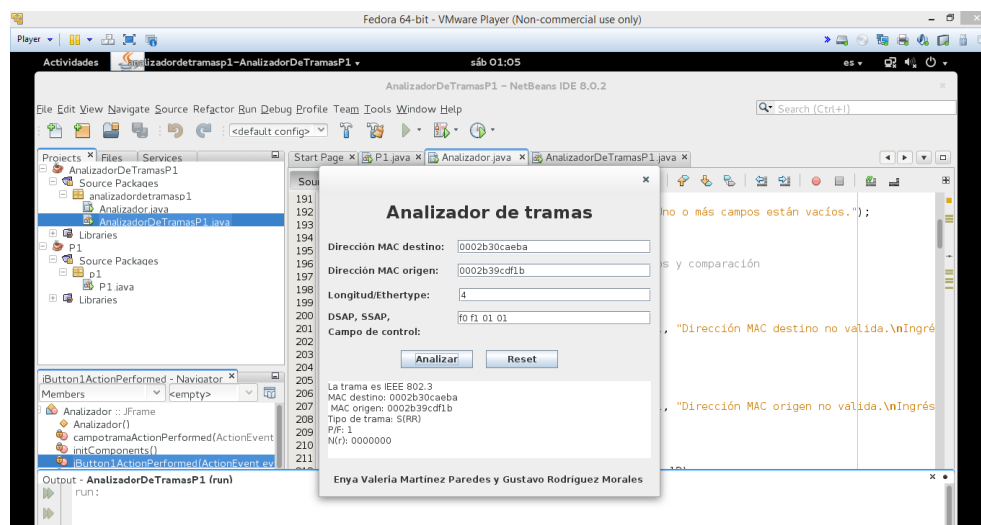 Fedora 64-bit - VMware Player (Non-commercial use only)
Player
Actividades
analizadordetramasp1-AnalizadorDeTramasP1
sáb 01:05
es
AnalizadorDeTramasP1 - NetBeans IDE 8.0.2
File Edit View Navigate Source Refactor Run Debug Profile Team Tools Window Help
Search (Ctrl+I)
<default config>
Projects Files Services
Start Page P1.java Analizador.java AnalizadorDeTramasP1.java
AnalizadorDeTramasP1
Source Packages
analizadordetramasp1
Analizador.java
AnalizadorDeTramasP1.java
Libraries
P1
Source Packages
p1
P1.java
Libraries
jButton1ActionPerformed - Navigator
Members <empty>
Analizador :: JFrame
Analizador()
campotramaActionPerformed(ActionEvent
initComponents()
jButton1ActionPerformed(ActionEvent ev
Sou
191
192
193
194
195
196
197
198
199
200
201
202
203
204
205
206
207
208
209
210
211
Uno o más campos están vacíos.");
os y comparación
, "Dirección MAC destino no valida.\nIngré
, "Dirección MAC origen no valida.\nIngrés
Analizador de tramas
Dirección MAC destino: 0002b30caeba
Dirección MAC origen: 0002b39cdf1b
Longitud/Ethertype: 4
DSAP, SSAP, f0 f1 01 01
Campo de control:
Analizar Reset
La trama es IEEE 802.3
MAC destino: 0002b30caeba
MAC origen: 0002b39cdf1b
Tipo de trama: S(RR)
P/F: 1
N(r): 0000000
Enya Valeria Martínez Paredes y Gustavo Rodríguez Morales
Output - AnalizadorDeTramasP1 (run)
run: